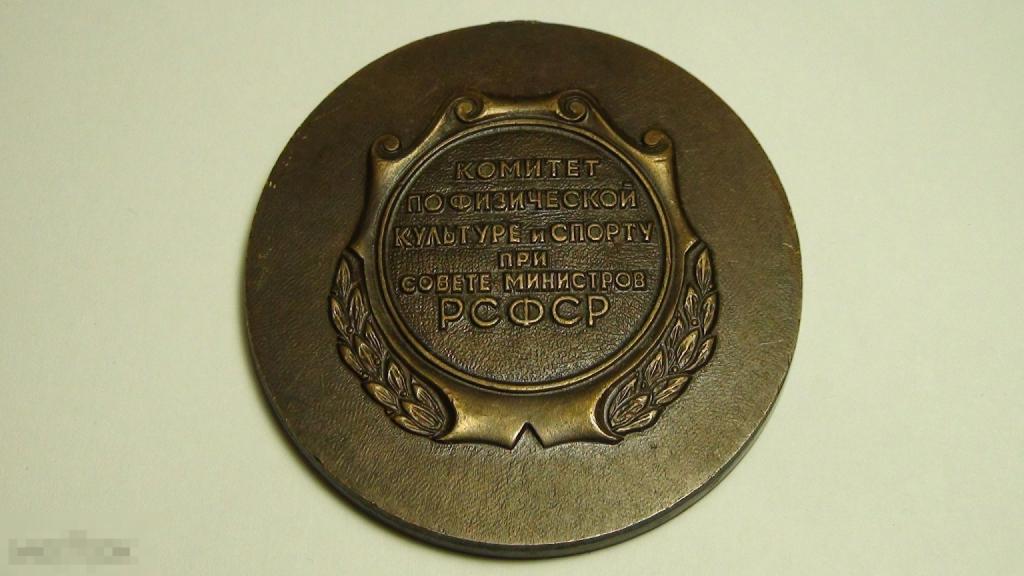 КОМИТЕТ
ПО ФИЗИЧЕСКОЙ
КУЛЬТУРЕ и СПОРТУ
ПРИ
СОВЕТЕ МИНИСТРОВ
РСФСР